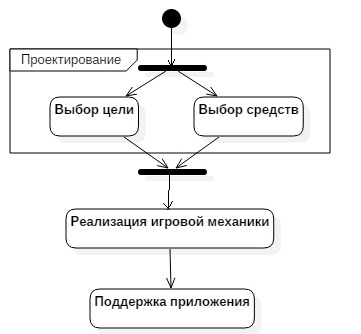 Проектирование
Выбор цели
Выбор средств
Реализация игровой механики
Поддержка приложения